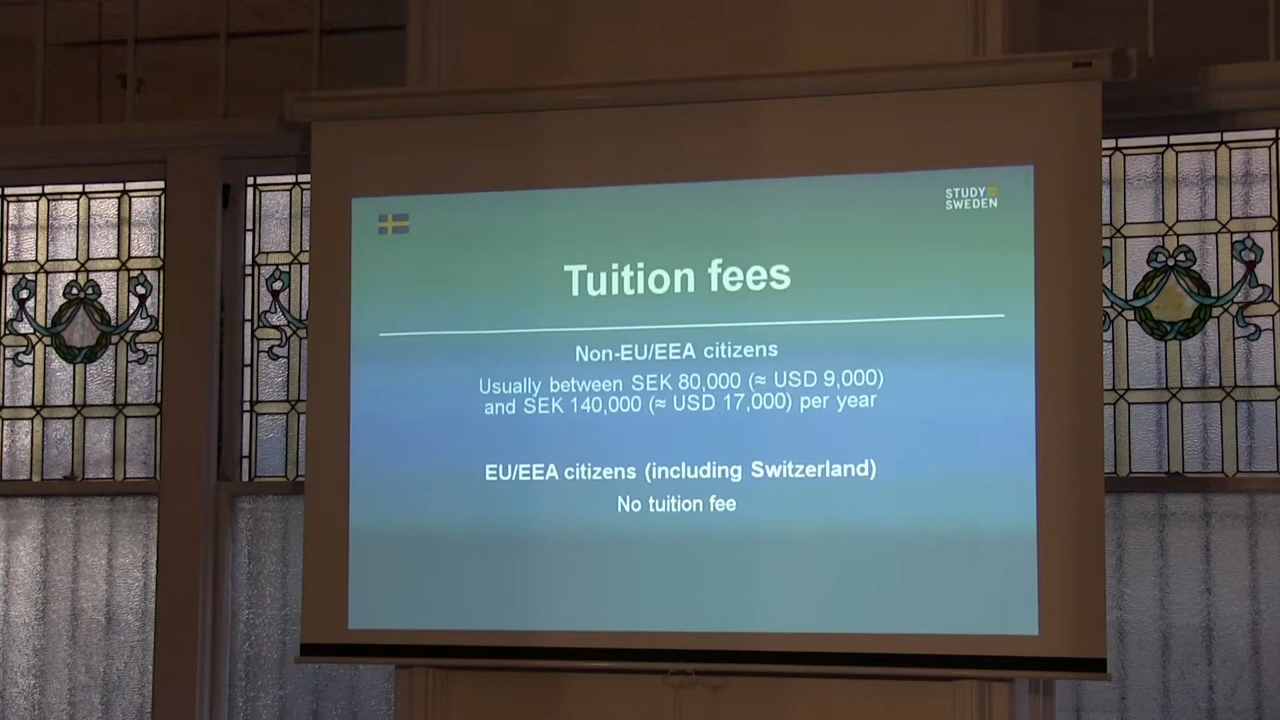 STUDY IN
SWEDEN
Tuition fees
Non-EU/EEA citizens
Usually between SEK 80,000 (≈ USD 9,000)
and SEK 140,000 (≈ USD 17,000) per year
EU/EEA citizens (including Switzerland)
No tuition fee